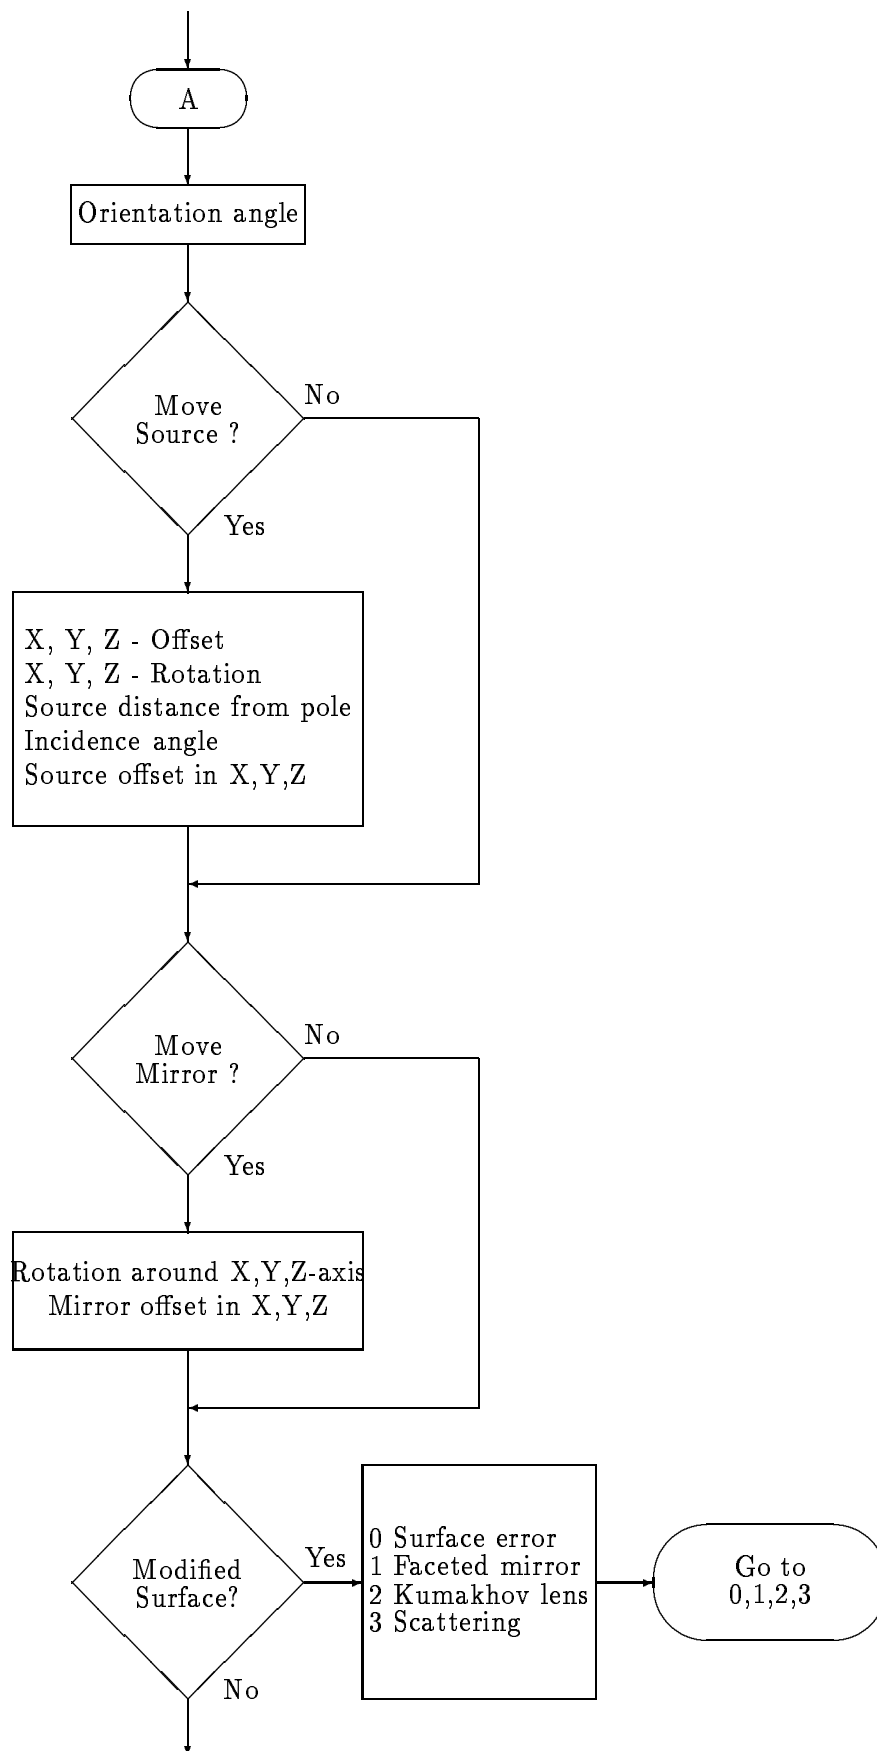 A
Orientation angle
No
Move
Source ?
Yes
X, Y, Z - Offset
X, Y, Z - Rotation
Source distance from pole
Incidence angle
Source offset in X,Y,Z
No
Move
Mirror ?
Yes
Rotation around X,Y,Z-axis
Mirror offset in X,Y,Z
Modified
Surface?
Yes
0 Surface error
1 Faceted mirror
2 Kumakhov lens
3 Scattering
Go to
0,1,2,3
No